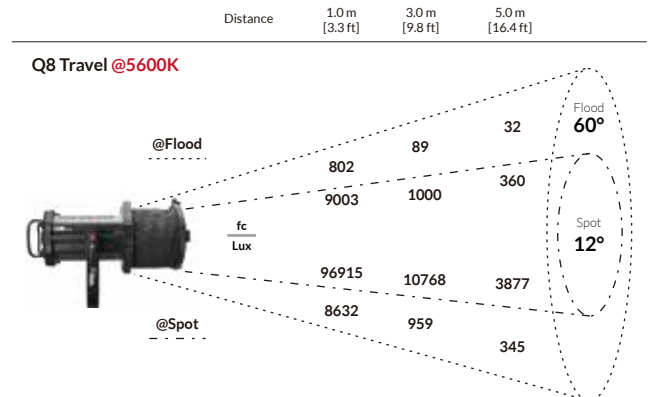 Distance 1.0 m 3.0 m 5.0 m
[3.3 ft] [9.8 ft] [16.4 ft]
Q8 Travel @5600K
Flood
60°
32
@Flood
89
802
360
9003 1000
Spot
12°
fc
Lux
96915 10768 3877
8632
@Spot
959
345